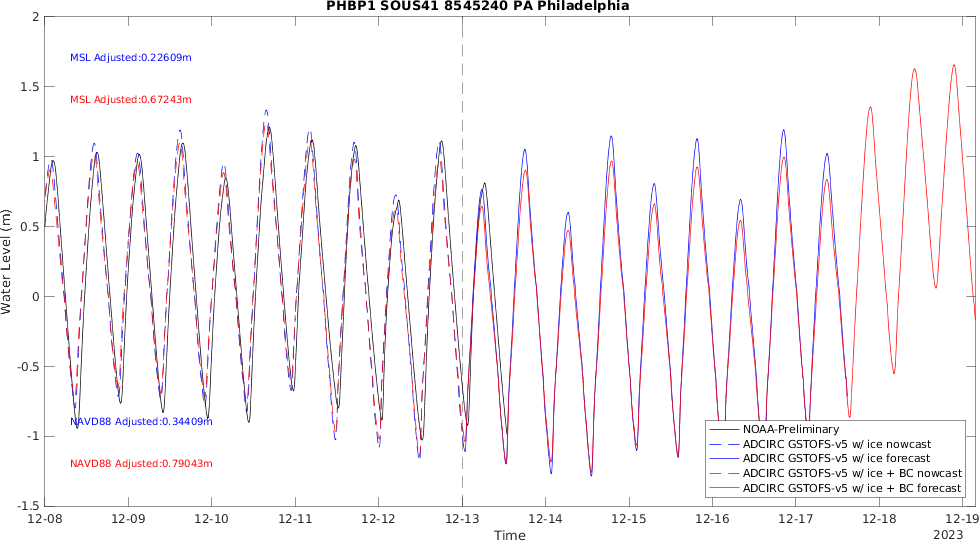 PHBP1 SOUS41 8545240 PA Philadelphia
2
1.5
1
0.5
0
-0.5
-1
-1.5
Water Level (m)
MSL Adjusted:0.22609m
MSL Adjusted:0.67243m
NAVD88 Adjusted:0.34409m
NAVD88 Adjusted:0.79043m
NOAA-Preliminary
ADCIRC GSTOFS-v5 w/ ice nowcast
ADCIRC GSTOFS-v5 w/ ice forecast
ADCIRC GSTOFS-v5 w/ ice + BC nowcast
ADCIRC GSTOFS-v5 w/ ice + BC forecast
12-08 12-09 12-10 12-11 12-12 12-13 12-14 12-15 12-16 12-17 12-18 12-19
Time
2023